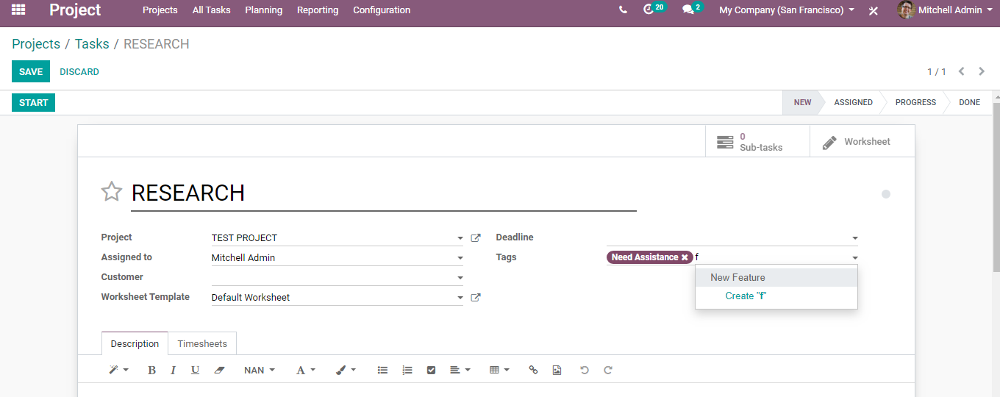 Project Projects All Tasks Planning Reporting Configuration 20 2 My Company (San Francisco) Mitchell Admin
Projects / Tasks / RESEARCH
SAVE DISCARD 1 / 1
START NEW ASSIGNED PROGRESS DONE
0
Sub-tasks
Worksheet
RESEARCH
Project TEST PROJECT Deadline
Assigned to Mitchell Admin Tags Need Assistance f
Customer New Feature
Worksheet Template Default Worksheet Create "f"
Description Timesheets
B I U NAN A